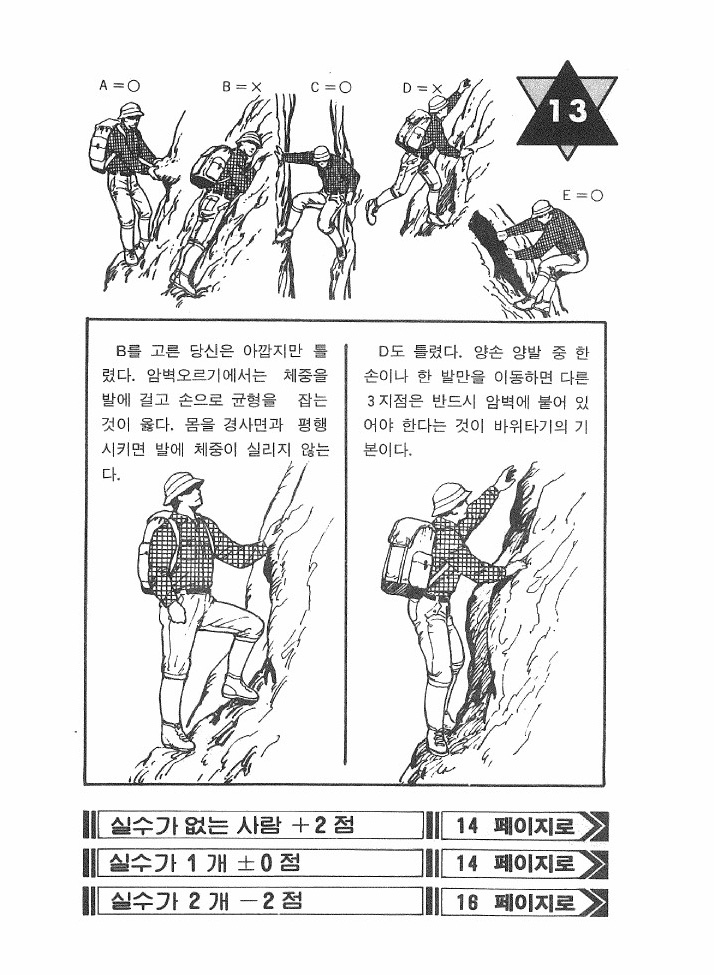 A=○
B=×
C=○
D=×
13
E=○
B를 고른 당신은 아깝지만 틀
렸다. 암벽오르기에서는 체중을
발에 걸고 손으로 균형을 잡는
것이 옳다. 몸을 경사면과 평행
시키면 발에 체중이 실리지 않는
다.
D도 틀렸다. 양손 양발 중 한
손이나 한 발만을 이동하면 다른
3지점은 반드시 암벽에 붙어 있
어야 한다는 것이 바위타기의 기
본이다.
실수가 없는 사람 +2점
14 페이지로
실수가 1개 ±0점
14 페이지로
실수가 2개 -2점
16 페이지로